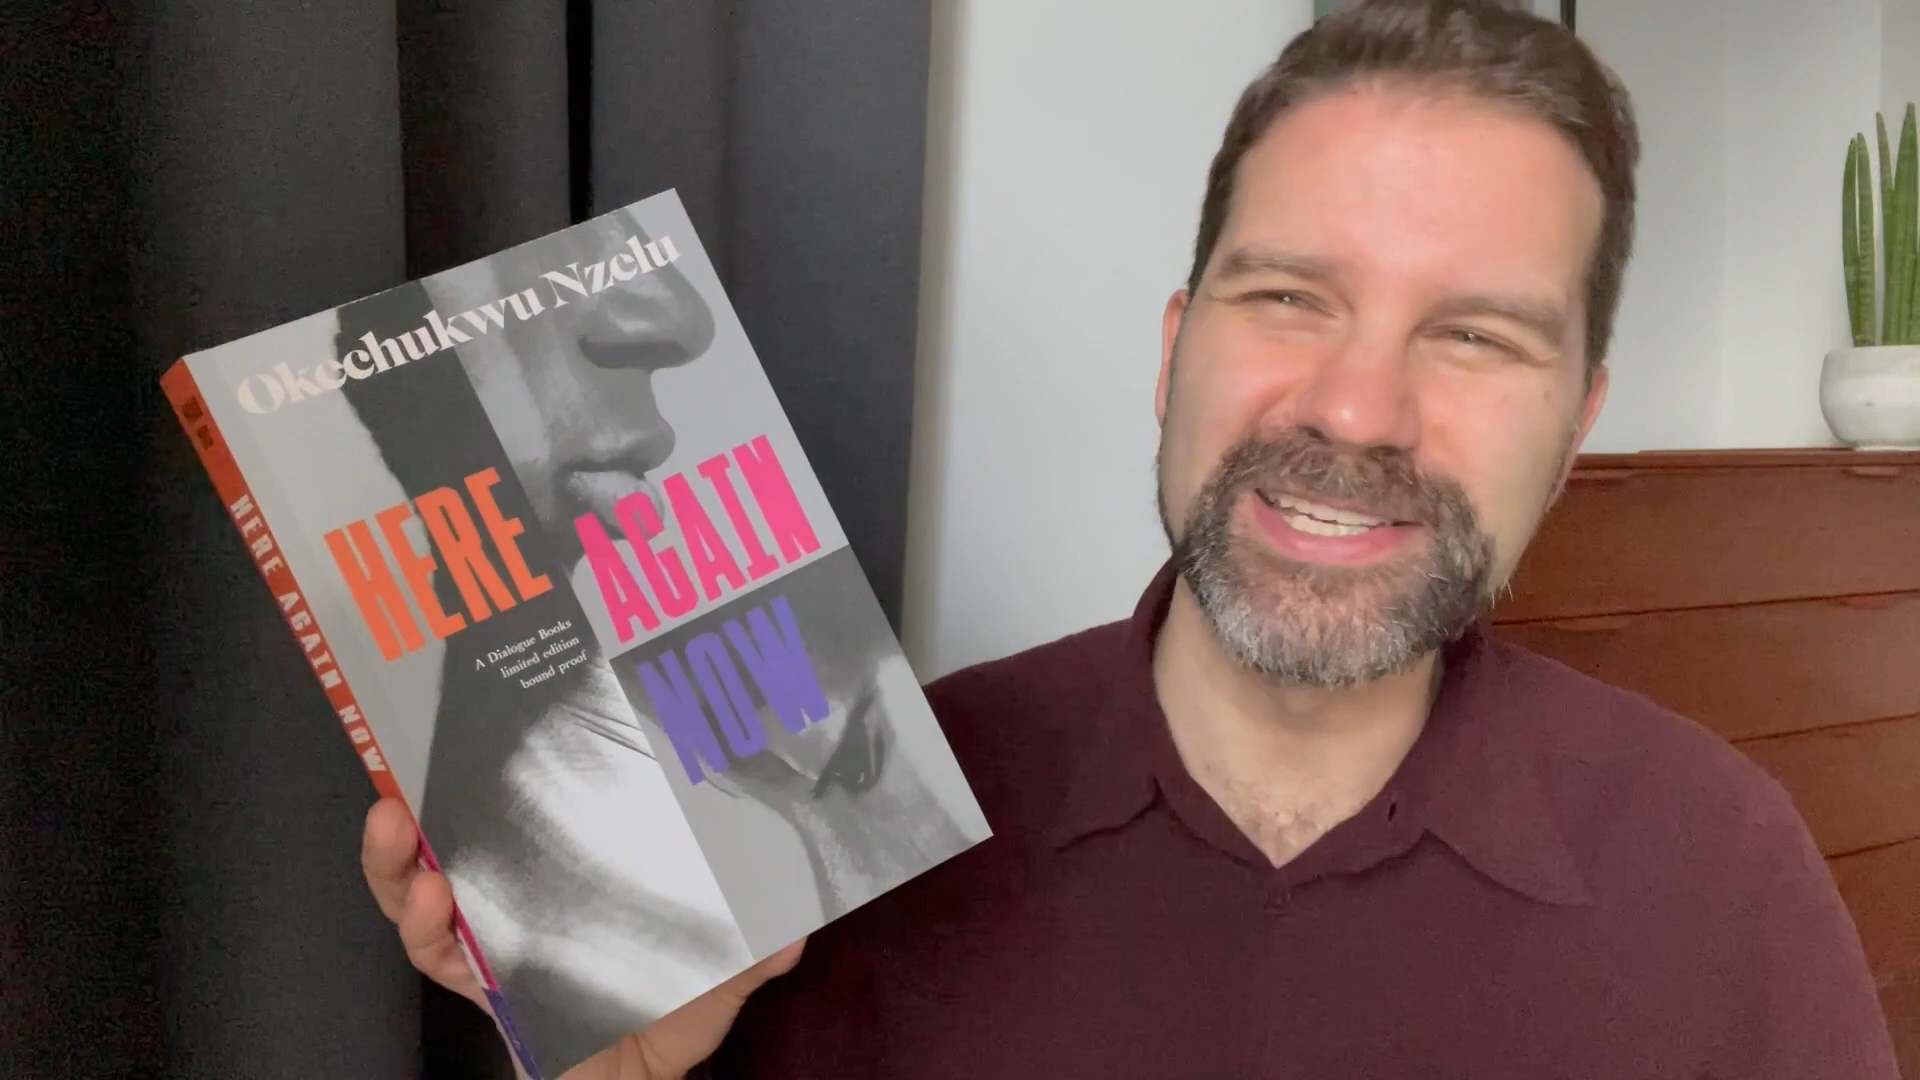 Okechukwu Nzelu
HERE
AGAIN
NOW
A Dialogue Books
limited edition
bound proof
HERE AGAIN NOW